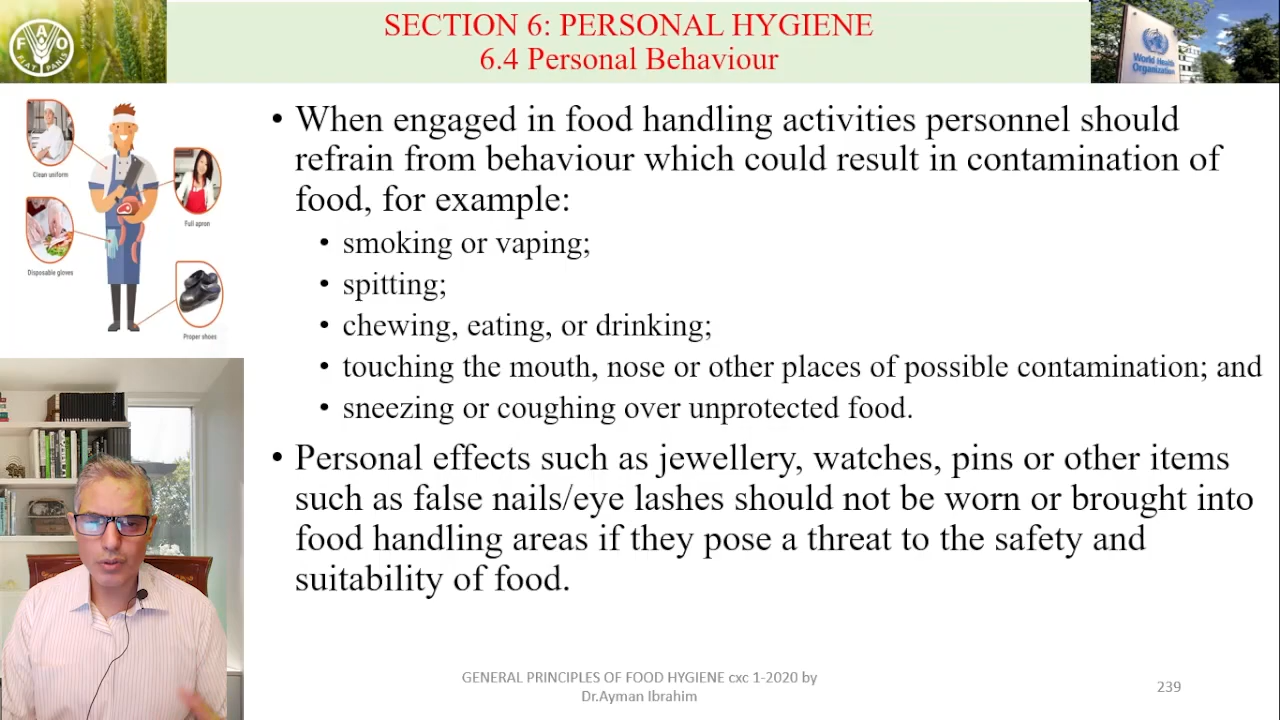 SECTION 6: PERSONAL HYGIENE
6.4 Personal Behaviour
FAO
FIAT PANIS
World Health
Organization
Clean uniform
Full apron
Disposable gloves
Proper shoes
• When engaged in food handling activities personnel should
refrain from behaviour which could result in contamination of
food, for example:
• smoking or vaping;
• spitting;
• chewing, eating, or drinking;
• touching the mouth, nose or other places of possible contamination; and
• sneezing or coughing over unprotected food.
• Personal effects such as jewellery, watches, pins or other items
such as false nails/eye lashes should not be worn or brought into
food handling areas if they pose a threat to the safety and
suitability of food.
GENERAL PRINCIPLES OF FOOD HYGIENE cxc 1-2020 by
Dr.Ayman Ibrahim
239